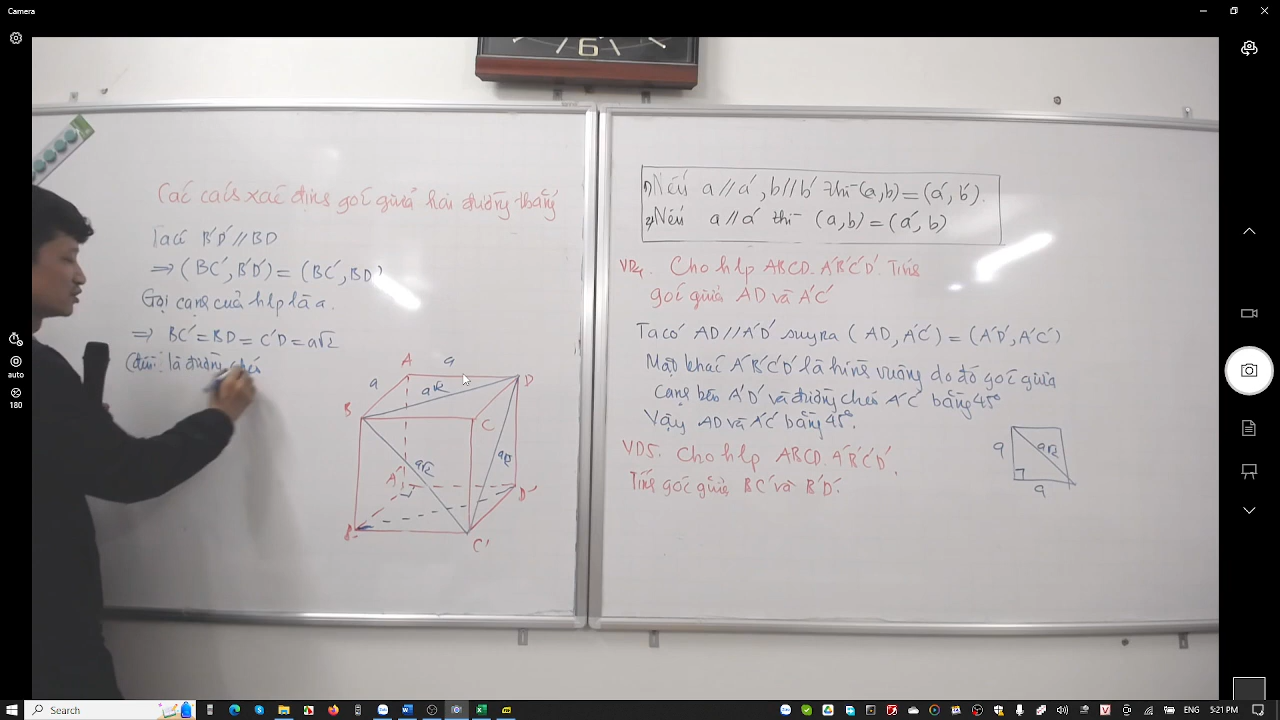 Camera
6
Các cách xác định góc giữa hai đường thẳng
Ta có B'D' // BD
⇒ (BC', B'D') = (BC', BD)
Gọi cạnh của hlp là a.
⇒ BC' = BD = C'D = a√2
(đều là đường chéo
A
a
a
a√2
D
B
C
a√2
a√2
A'
D'
B'
C'
1) Nếu a // a', b // b' thì (a, b) = (a', b').
2) Nếu a // a' thì (a, b) = (a', b)
VD4. Cho hlp ABCD. A'B'C'D'. Tính
góc giữa AD và A'C'
Ta có AD // A'D' suy ra (AD, A'C') = (A'D', A'C')
Mặt khác A'B'C'D' là hình vuông do đó góc giữa
cạnh bên A'D' và đường chéo A'C' bằng 45°
Vậy AD và A'C' bằng 45°.
VD5. Cho hlp ABCD. A'B'C'D'.
Tính góc giữa BC' và B'D'.
a
a√2
a
auto
180
Search
ENG
5:21 PM